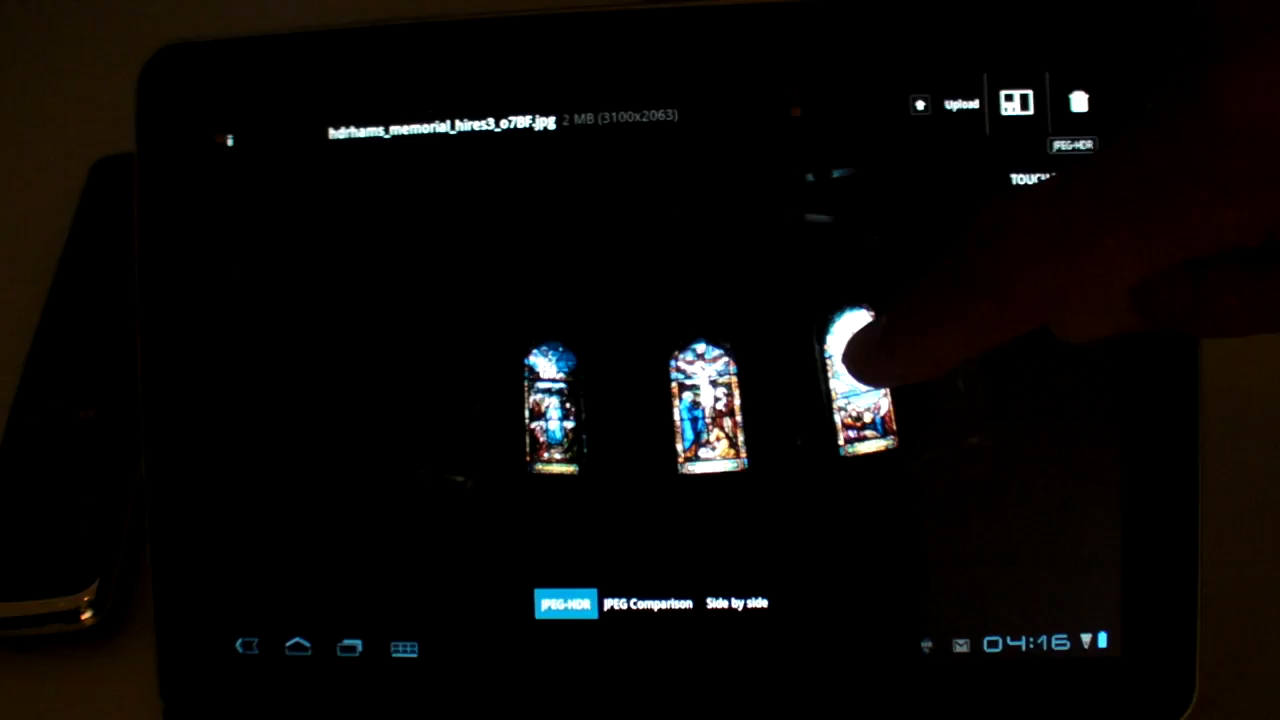 hdrhams_memorial_hires3_o7BF.jpg 2 MB (3100x2063)
Upload
JPEG-HDR
JPEG-HDR JPEG Comparison Side by side
04:16